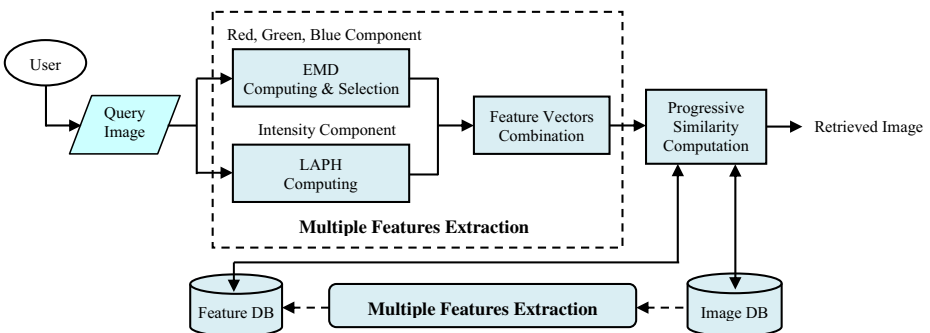 Red, Green, Blue Component
User
EMD
Computing & Selection
Query
Image
Intensity Component
LAPH
Computing
Feature Vectors
Combination
Progressive
Similarity
Computation
Retrieved Image
Multiple Features Extraction
Feature DB
Multiple Features Extraction
Image DB